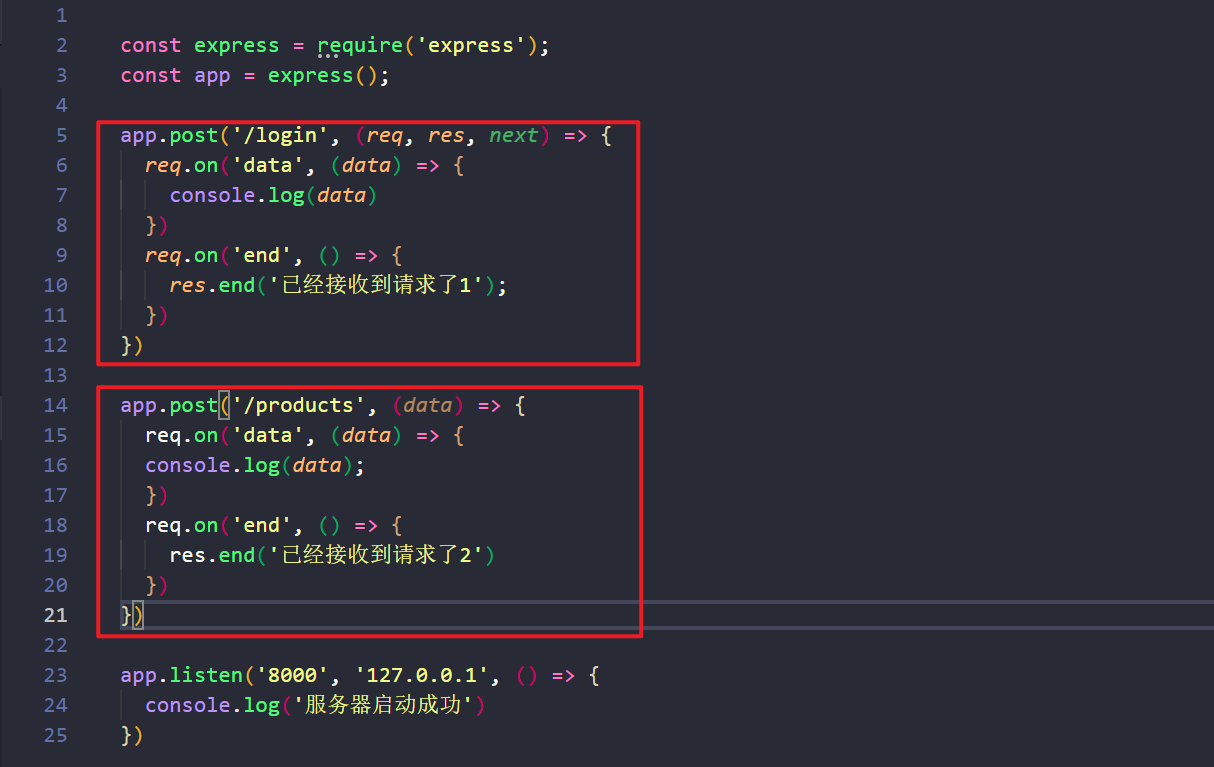 1
2 const express = require('express');
3 const app = express();
4
5 app.post('/login', (req, res, next) => {
6 req.on('data', (data) => {
7 console.log(data)
8 })
9 req.on('end', () => {
10 res.end('已经接收到请求了1');
11 })
12 })
13
14 app.post('/products', (data) => {
15 req.on('data', (data) => {
16 console.log(data);
17 })
18 req.on('end', () => {
19 res.end('已经接收到请求了2')
20 })
21 })
22
23 app.listen('8000', '127.0.0.1', () => {
24 console.log('服务器启动成功')
25 })